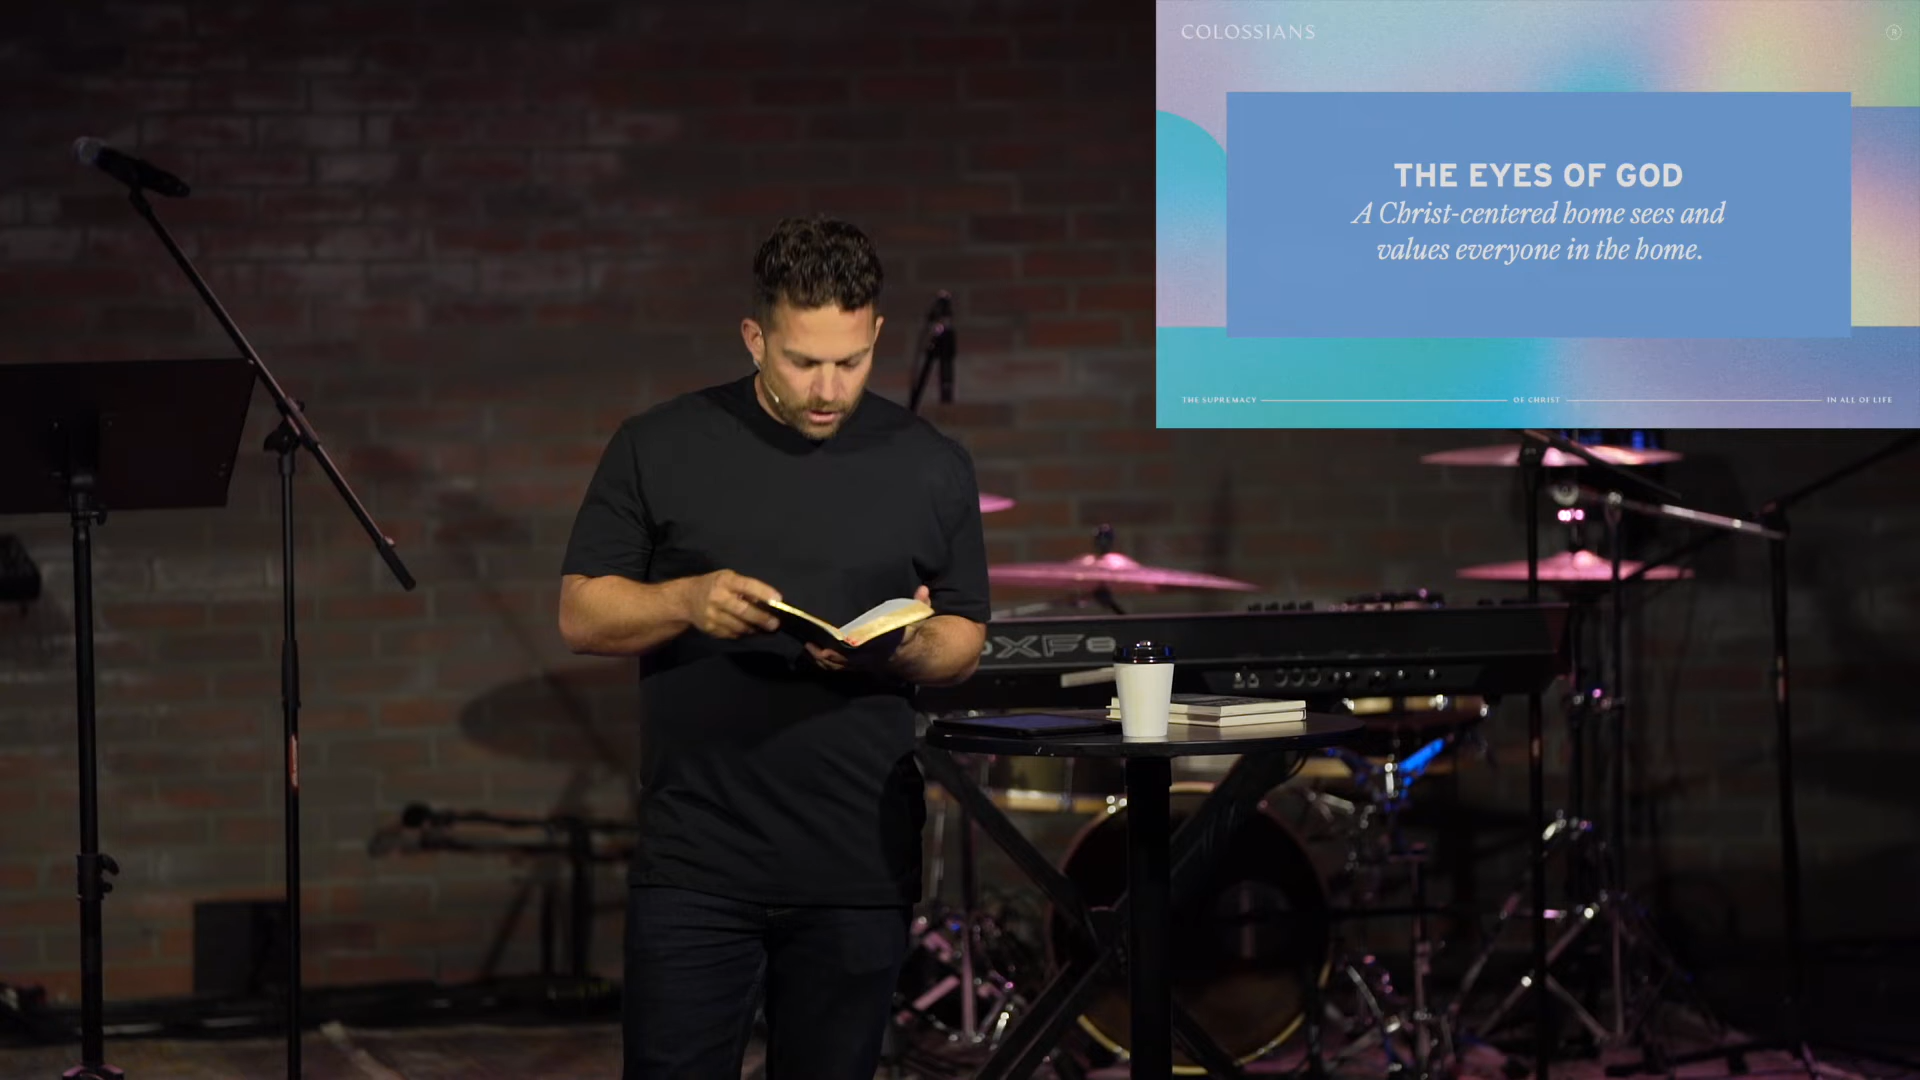 COLOSSIANS
R
THE EYES OF GOD
A Christ-centered home sees and
values everyone in the home.
THE SUPREMACY
OF CHRIST
IN ALL OF LIFE
XF8